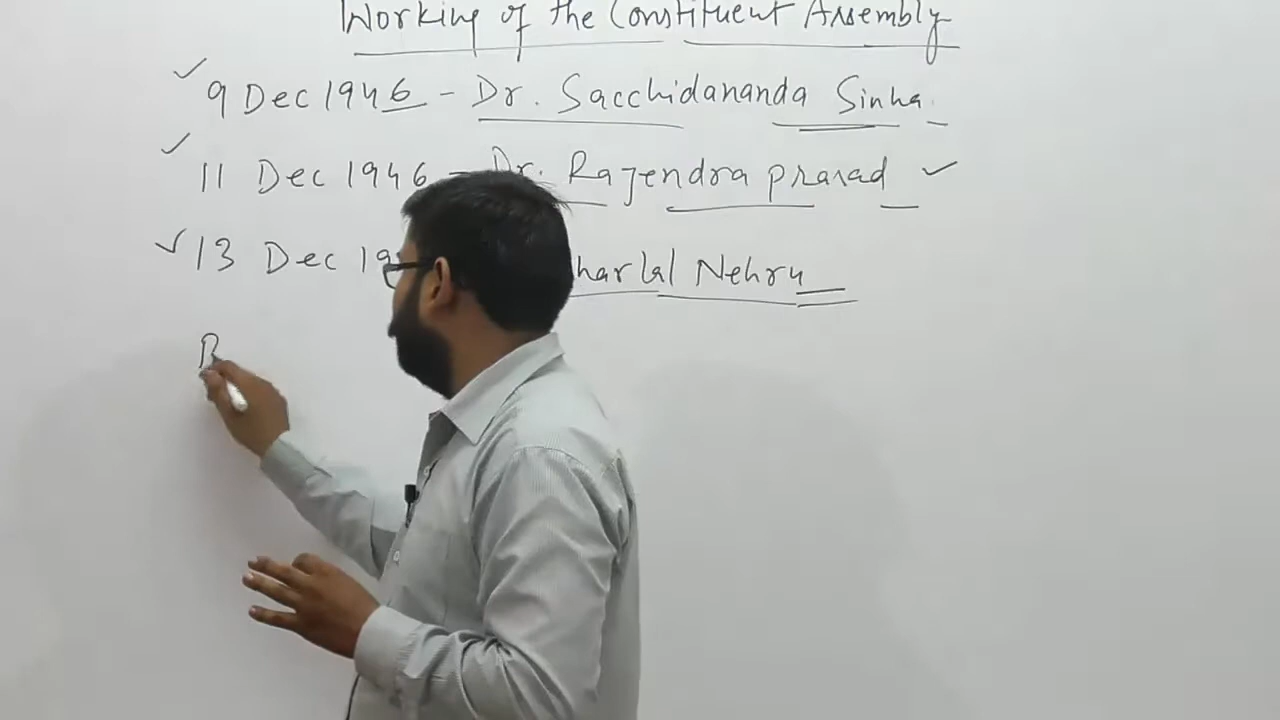 Working of the Constituent Assembly
9 Dec 1946 - Dr. Sacchidananda Sinha.
11 Dec 1946 - Dr. Rajendra prasad
13 Dec Nehru